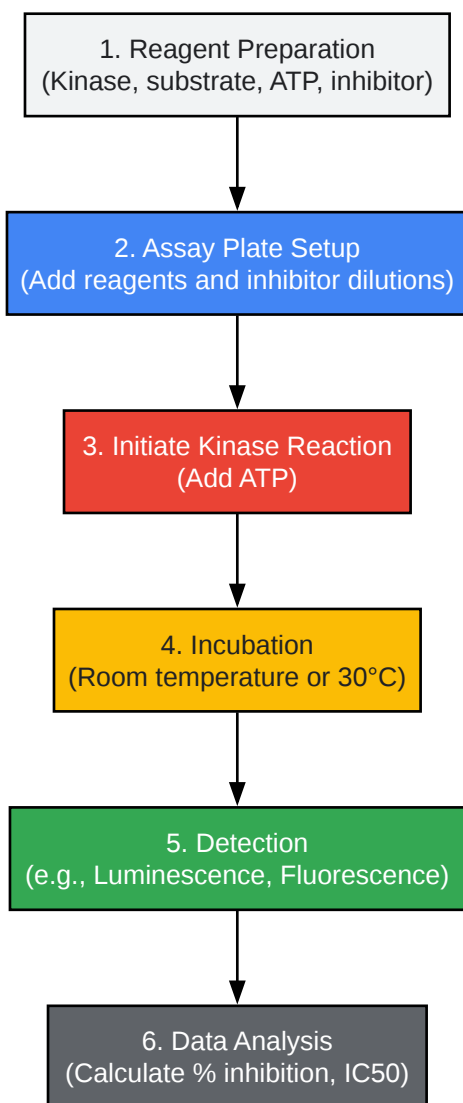 1. Reagent Preparation
(Kinase, substrate, ATP, inhibitor)
2. Assay Plate Setup
(Add reagents and inhibitor dilutions)
3. Initiate Kinase Reaction
(Add ATP)
4. Incubation
(Room temperature or 30°C)
5. Detection
(e.g., Luminescence, Fluorescence)
6. Data Analysis
(Calculate % inhibition, IC50)